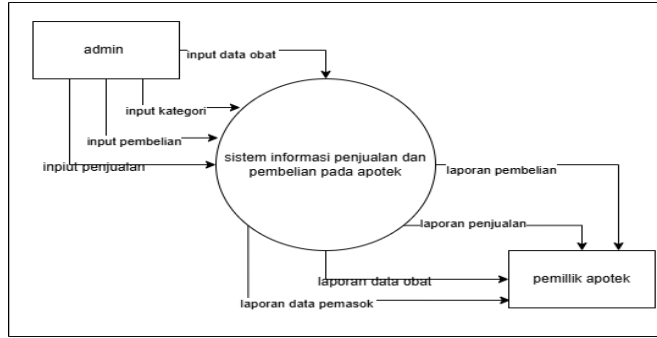 admin
input data obat
input kategori
input pembelian
inpiut penjualan
sistem informasi penjualan dan
pembelian pada apotek
laporan pembelian
laporan penjualan
laporan data obat
laporan data pemasok
pemillik apotek